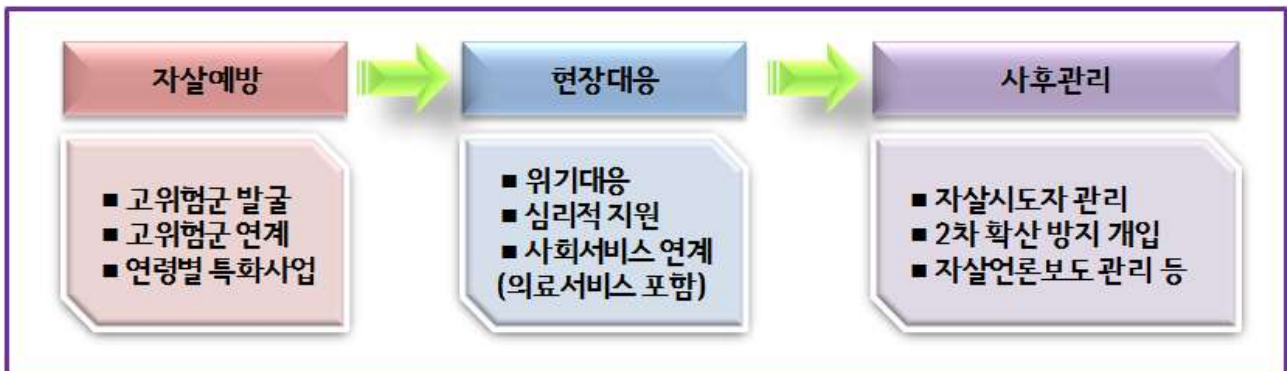 자살예방
■ 고위험군 발굴
■ 고위험군 연계
■ 연령별 특화사업
현장대응
■ 위기대응
■ 심리적 지원
■ 사회서비스 연계
(의료서비스 포함)
사후관리
■ 자살시도자 관리
■ 2차 확산 방지 개입
■ 자살언론보도 관리 등